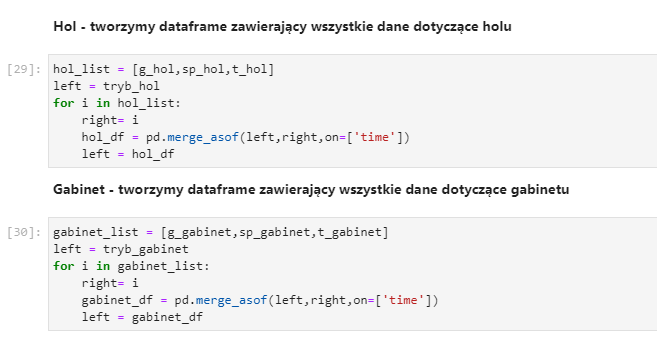 Hol - tworzymy dataframe zawierający wszystkie dane dotyczące holu
[29]: hol_list = [g_hol,sp_hol,t_hol]
left = tryb_hol
for i in hol_list:
    right= i
    hol_df = pd.merge_asof(left,right,on=['time'])
    left = hol_df
Gabinet - tworzymy dataframe zawierający wszystkie dane dotyczące gabinetu
[30]: gabinet_list = [g_gabinet,sp_gabinet,t_gabinet]
left = tryb_gabinet
for i in gabinet_list:
    right= i
    gabinet_df = pd.merge_asof(left,right,on=['time'])
    left = gabinet_df